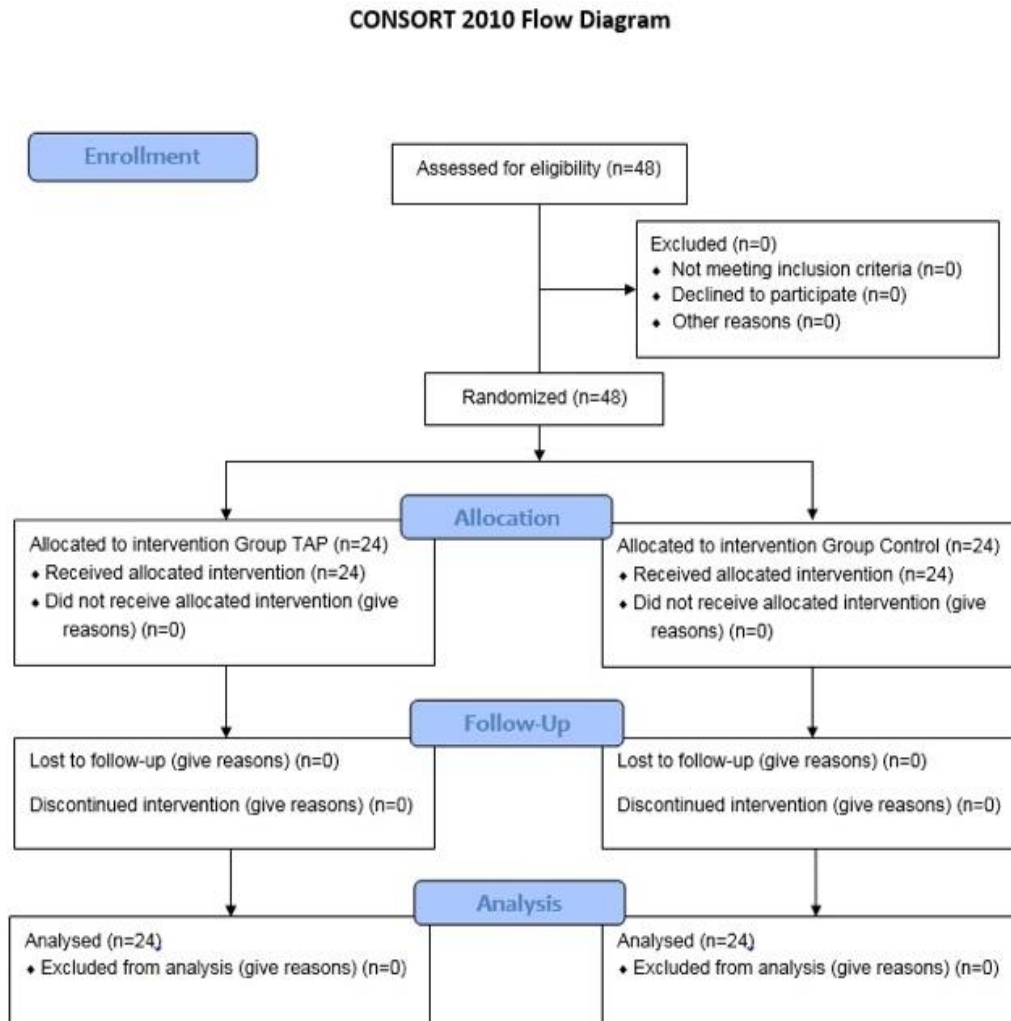 CONSORT 2010 Flow Diagram
Enrollment
Assessed for eligibility (n=48)
Excluded (n=0)
♦ Not meeting inclusion criteria (n=0)
♦ Declined to participate (n=0)
♦ Other reasons (n=0)
Randomized (n=48)
Allocation
Allocated to intervention Group TAP (n=24)
♦ Received allocated intervention (n=24)
♦ Did not receive allocated intervention (give
reasons) (n=0)
Allocated to intervention Group Control (n=24)
♦ Received allocated intervention (n=24)
♦ Did not receive allocated intervention (give
reasons) (n=0)
Follow-Up
Lost to follow-up (give reasons) (n=0)
Discontinued intervention (give reasons) (n=0)
Lost to follow-up (give reasons) (n=0)
Discontinued intervention (give reasons) (n=0)
Analysis
Analysed (n=24)
♦ Excluded from analysis (give reasons) (n=0)
Analysed (n=24)
♦ Excluded from analysis (give reasons) (n=0)